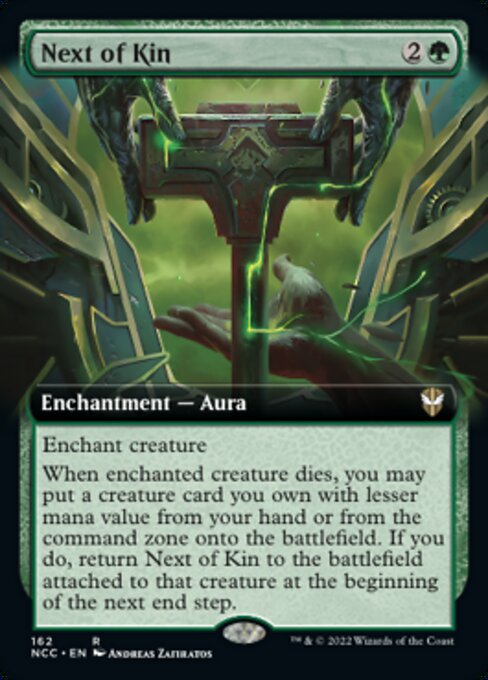 Next of Kin 2
Enchantment — Aura
Enchant creature
When enchanted creature dies, you may
put a creature card you own with lesser
mana value from your hand or from the
command zone onto the battlefield. If you
do, return Next of Kin to the battlefield
attached to that creature at the beginning
of the next end step.
162 R
NCC • EN Andreas Zafiratos
™ & © 2022 Wizards of the Coast